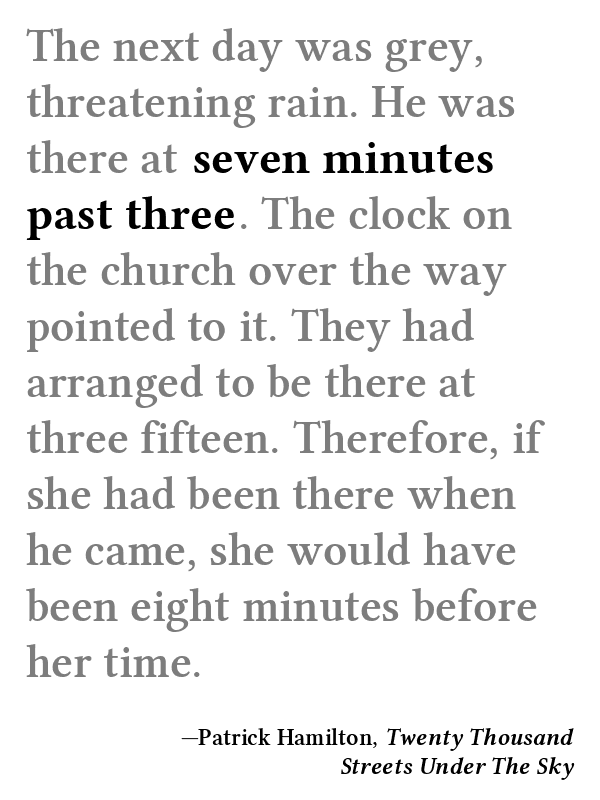 The next day was grey,
threatening rain. He was
there at seven minutes
past three. The clock on
the church over the way
pointed to it. They had
arranged to be there at
three fifteen. Therefore, if
she had been there when
he came, she would have
been eight minutes before
her time.
—Patrick Hamilton, Twenty Thousand
Streets Under The Sky